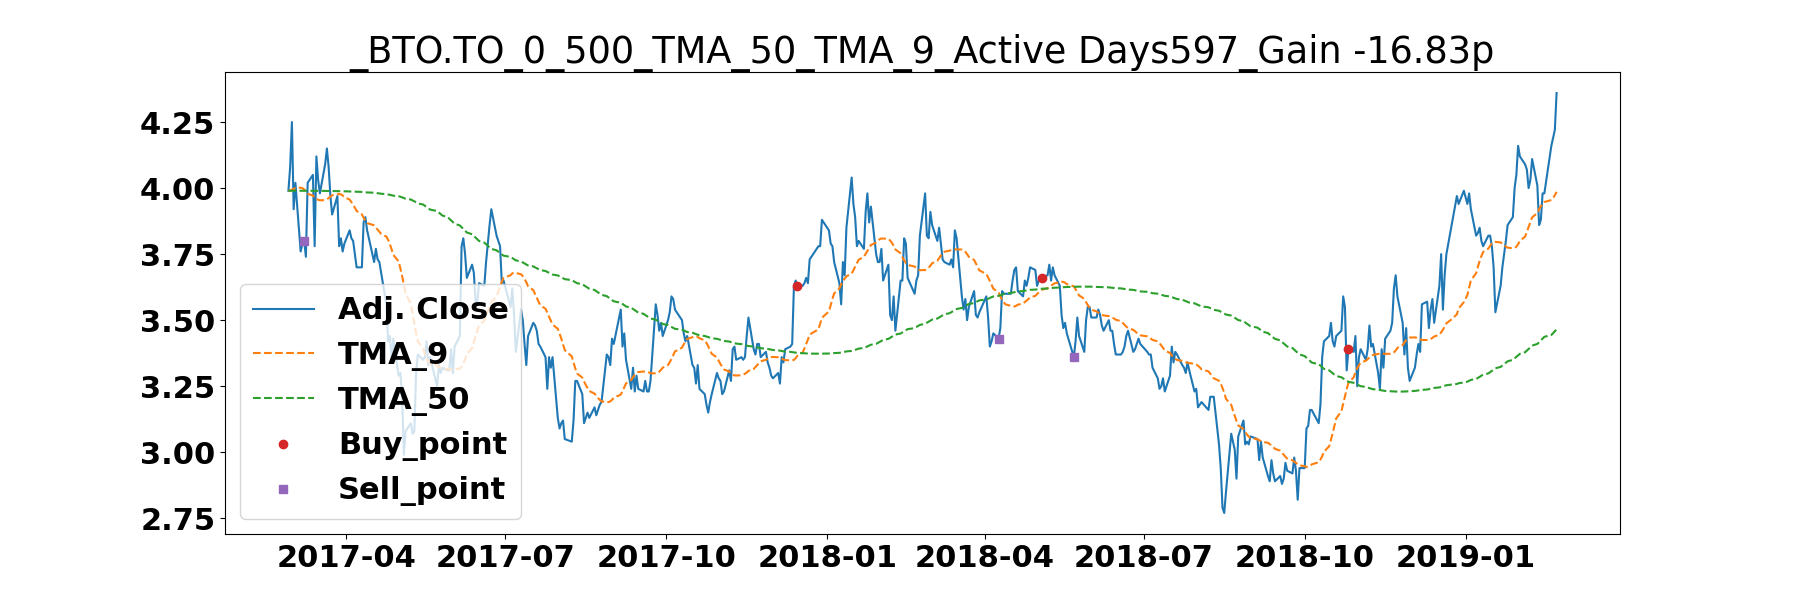 _BTO.TO_0_500_TMA_50_TMA_9_Active Days597_Gain -16.83p
4.25
4.00
3.75
3.50
3.25
3.00
2.75
Adj. Close
TMA_9
TMA_50
Buy_point
Sell_point
2017-04 2017-07 2017-10 2018-01 2018-04 2018-07 2018-10 2019-01